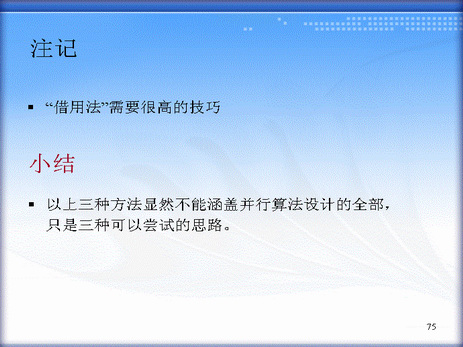 注记
▪ “借用法”需要很高的技巧
小结
▪ 以上三种方法显然不能涵盖并行算法设计的全部，
只是三种可以尝试的思路。
75